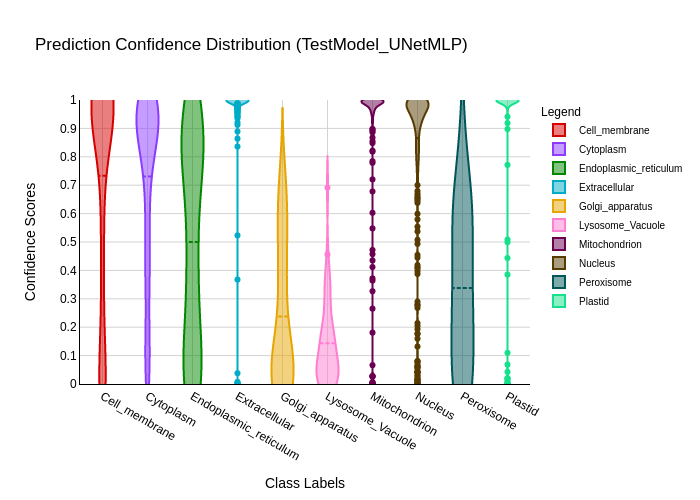 Prediction Confidence Distribution (TestModel_UNetMLP)
Legend
Cell_membrane
Cytoplasm
Endoplasmic_reticulum
Extracellular
Golgi_apparatus
Lysosome_Vacuole
Mitochondrion
Nucleus
Peroxisome
Plastid
Confidence Scores
1
0.9
0.8
0.7
0.6
0.5
0.4
0.3
0.2
0.1
0
Cell_membrane
Cytoplasm
Endoplasmic_reticulum
Extracellular
Golgi_apparatus
Lysosome_Vacuole
Mitochondrion
Nucleus
Peroxisome
Plastid
Class Labels